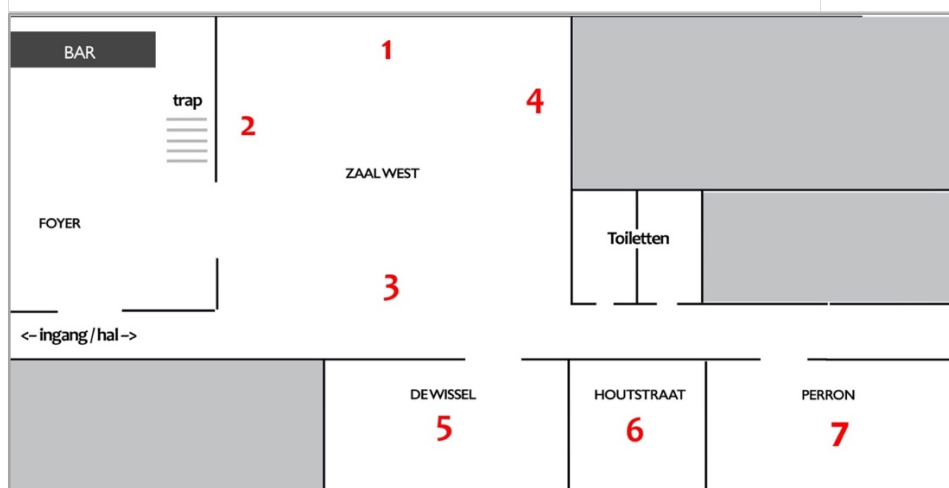 BAR
1
trap
4
2
ZAAL WEST
FOYER
Toiletten
3
<- ingang / hal ->
DE WISSEL
HOUTSTRAAT
PERRON
5
6
7